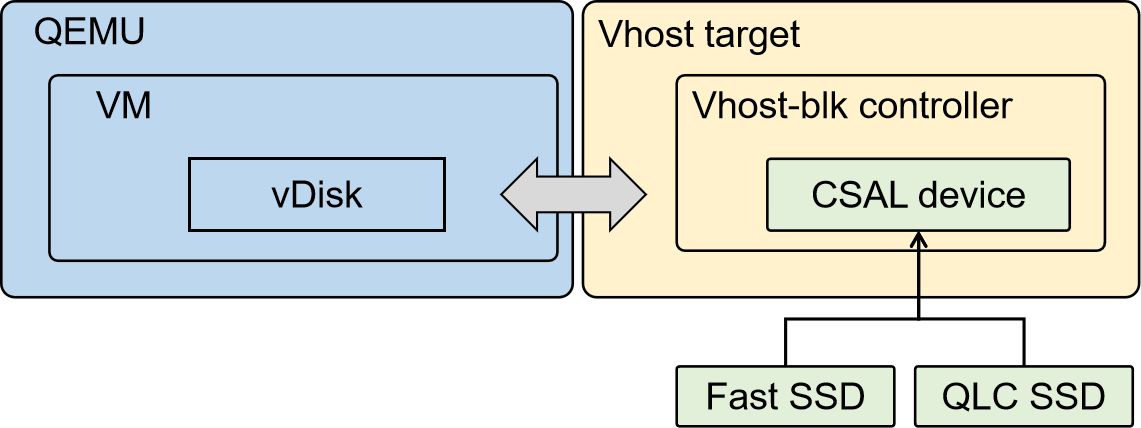 QEMU
VM
vDisk
Vhost target
Vhost-blk controller
CSAL device
Fast SSD
QLC SSD